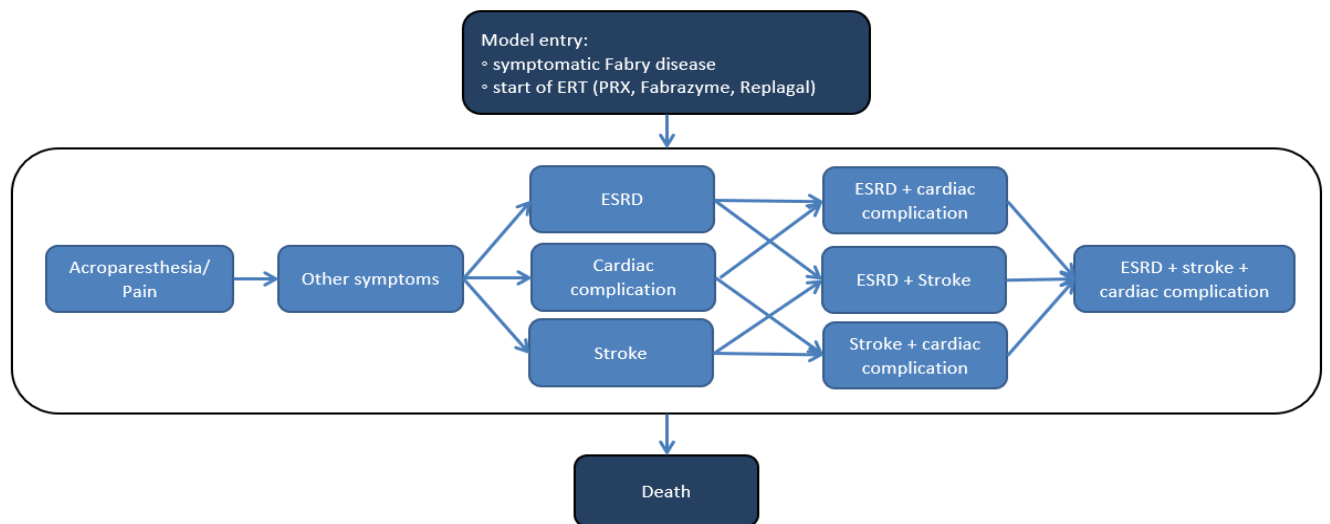 Model entry:
◦ symptomatic Fabry disease
◦ start of ERT (PRX, Fabrazyme, Replagal)
Acroparesthesia/
Pain
Other symptoms
ESRD
Cardiac
complication
Stroke
ESRD + cardiac
complication
ESRD + Stroke
Stroke + cardiac
complication
ESRD + stroke +
cardiac complication
Death